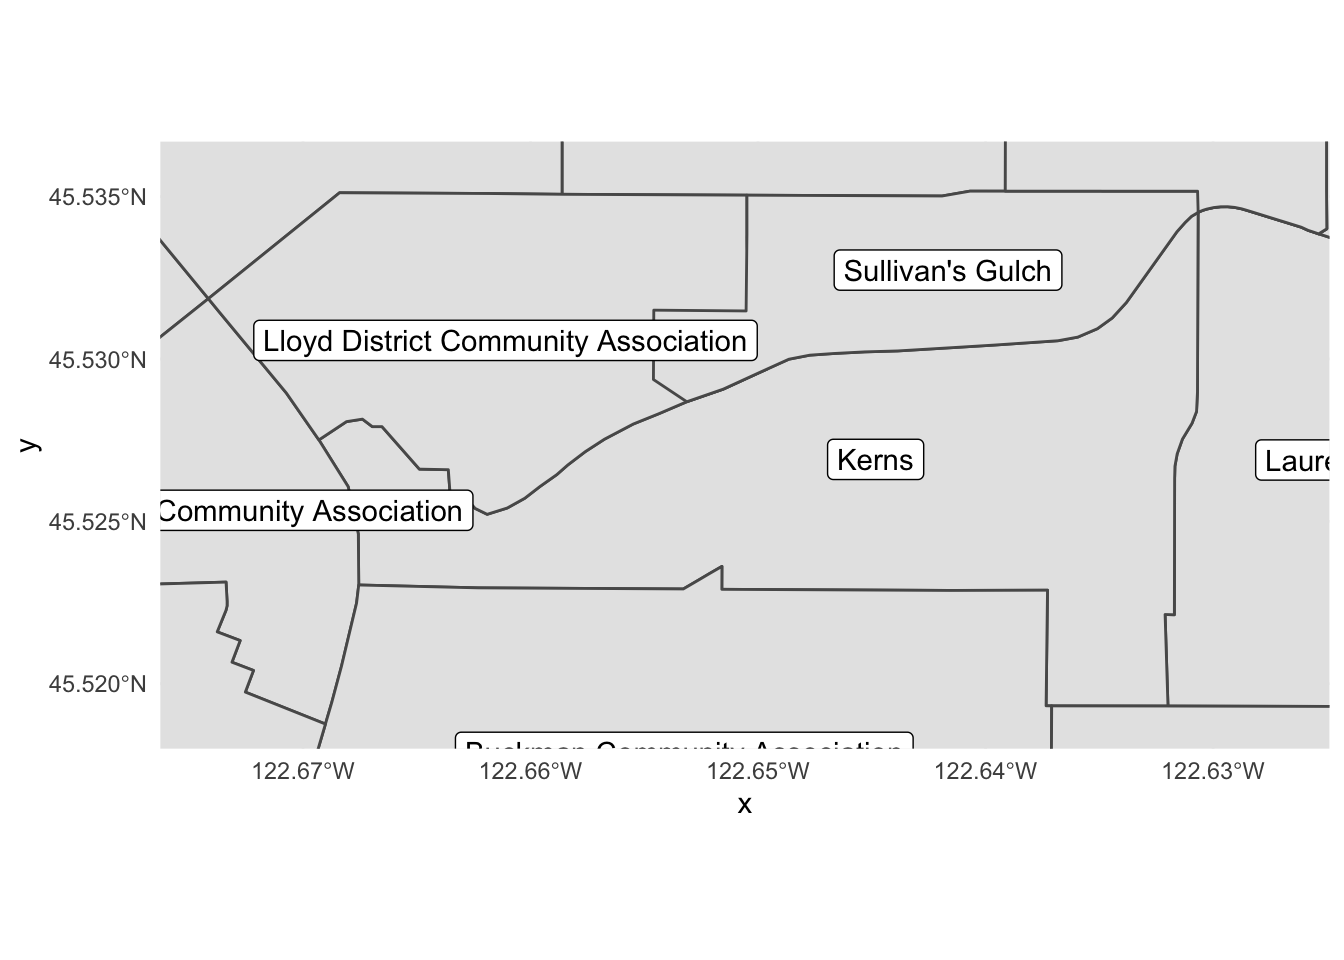 45.535°N
Sullivan's Gulch
Lloyd District Community Association
45.530°N
y
Kerns
Laure
Community Association
45.525°N
45.520°N
Buckman Community Association
122.67°W
122.66°W
122.65°W
122.64°W
122.63°W
x